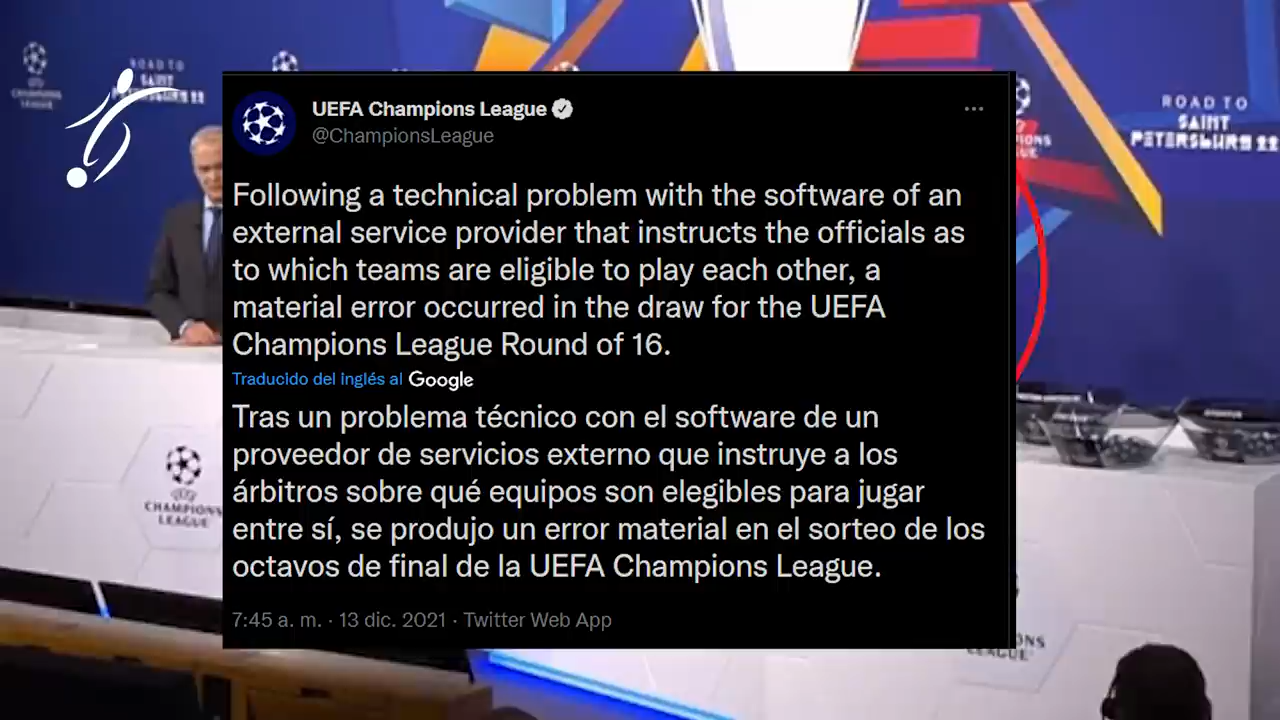 ROAD TO
SAINT
PETERSBURG 22
UEFA Champions League
@ChampionsLeague
Following a technical problem with the software of an
external service provider that instructs the officials as
to which teams are eligible to play each other, a
material error occurred in the draw for the UEFA
Champions League Round of 16.
Traducido del inglés al Google
Tras un problema técnico con el software de un
proveedor de servicios externo que instruye a los
árbitros sobre qué equipos son elegibles para jugar
entre sí, se produjo un error material en el sorteo de los
octavos de final de la UEFA Champions League.
7:45 a. m. · 13 dic. 2021 · Twitter Web App
ROAD TO
SAINT
PETERSBURG 22
CHAMPIONS
LEAGUE